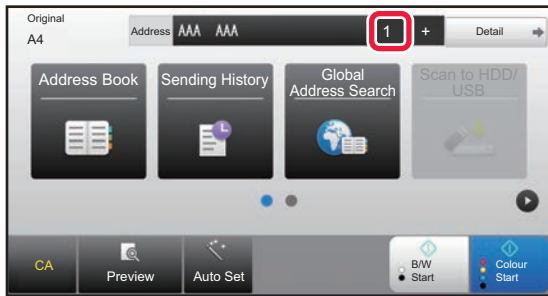 Original
A4
Address AAA AAA 1 + Detail
Address Book
Sending History
Global
Address Search
Scan to HDD/
USB
CA
Preview
Auto Set
B/W
Start
Colour
Start